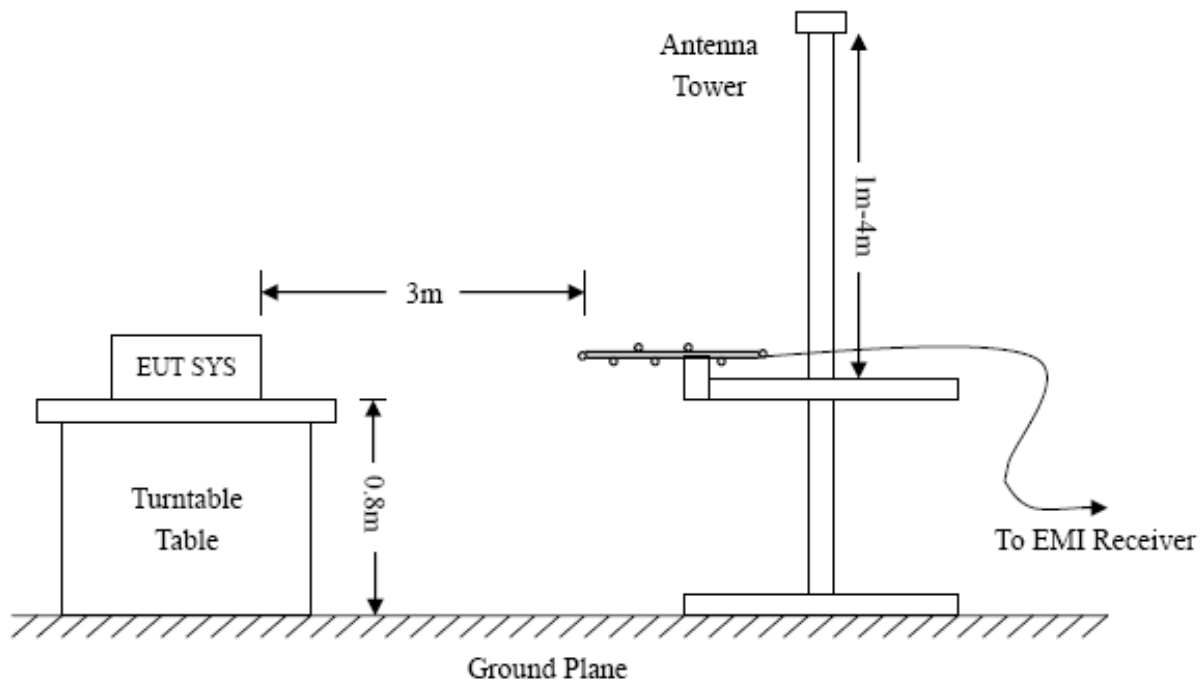 Antenna
Tower
1m-4m
3m
EUT SYS
0.8m
Turntable
Table
To EMI Receiver
Ground Plane